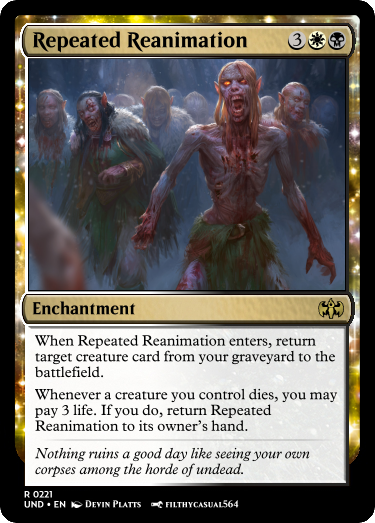 Repeated Reanimation 3
Enchantment
When Repeated Reanimation enters, return
target creature card from your graveyard to the
battlefield.
Whenever a creature you control dies, you may
pay 3 life. If you do, return Repeated
Reanimation to its owner's hand.
Nothing ruins a good day like seeing your own
corpses among the horde of undead.
R 0221
UND • EN Devin Platts filthycasual564